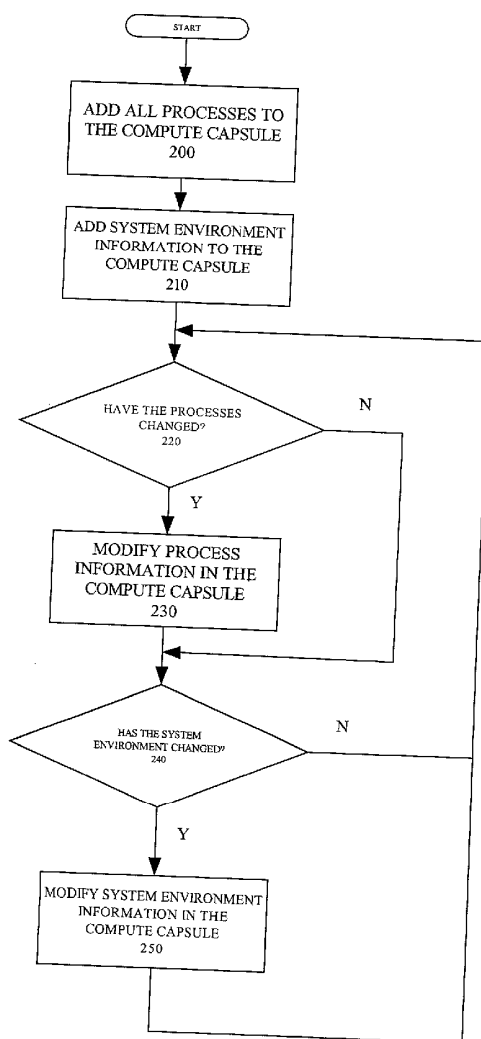 START
ADD ALL PROCESSES TO
THE COMPUTE CAPSULE
200
ADD SYSTEM ENVIRONMENT
INFORMATION TO THE
COMPUTE CAPSULE
210
HAVE THE PROCESSES
CHANGED?
220
N
Y
MODIFY PROCESS
INFORMATION IN THE
COMPUTE CAPSULE
230
HAS THE SYSTEM
ENVIRONMENT CHANGED?
240
N
Y
MODIFY SYSTEM ENVIRONMENT
INFORMATION IN THE
COMPUTE CAPSULE
250